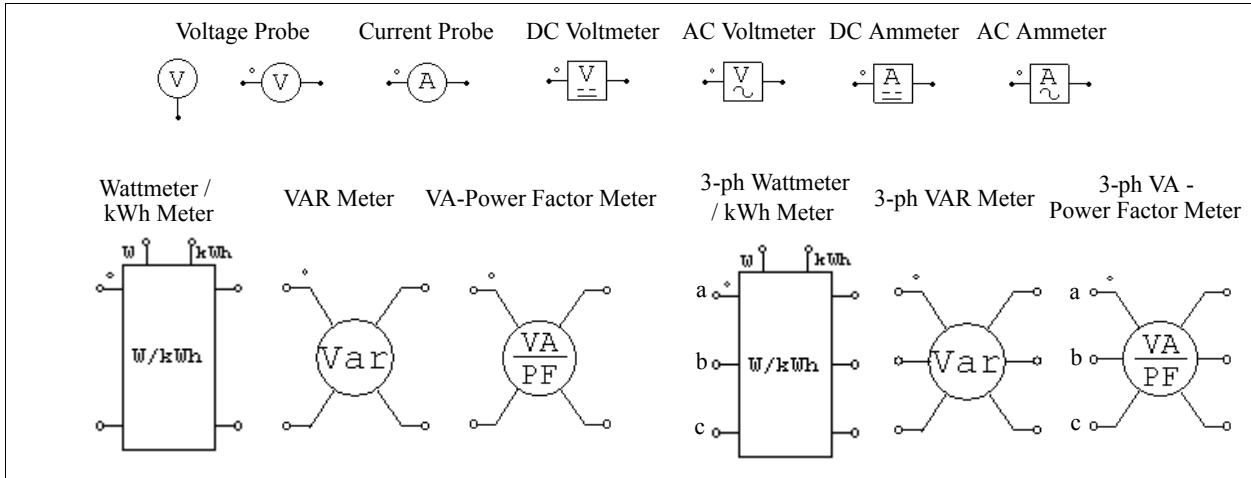 Voltage Probe Current Probe DC Voltmeter AC Voltmeter DC Ammeter AC Ammeter
V V A V A V A
Wattmeter /
kWh Meter
VAR Meter
VA-Power Factor Meter
3-ph Wattmeter
/ kWh Meter
3-ph VAR Meter
3-ph VA -
Power Factor Meter
W kWh
W/kWh
Var
VA
PF
W kWh
a
b
c
W/kWh
Var
a
b
c
VA
PF